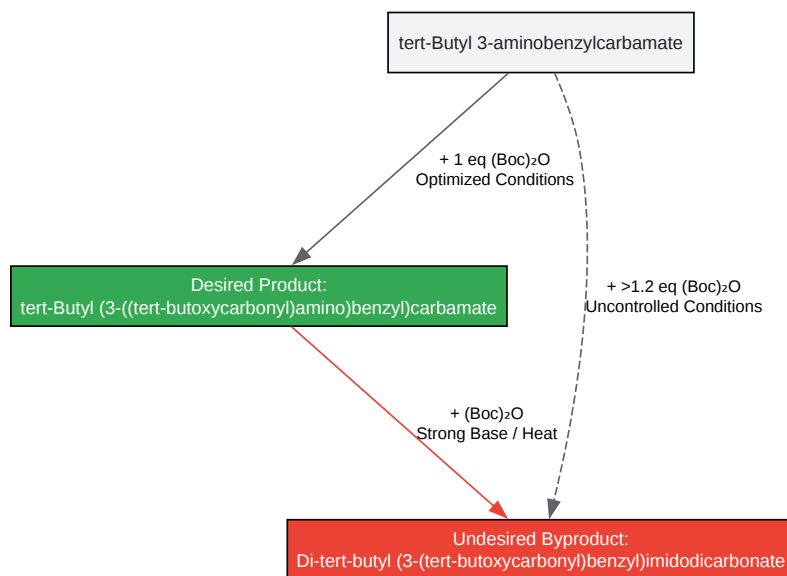 tert-Butyl 3-aminobenzylcarbamate
+ 1 eq (Boc)₂O
Optimized Conditions
Desired Product:
tert-Butyl (3-((tert-butoxycarbonyl)amino)benzyl)carbamate
+ >1.2 eq (Boc)₂O
Uncontrolled Conditions
+ (Boc)₂O
Strong Base / Heat
Undesired Byproduct:
Di-tert-butyl (3-(tert-butoxycarbonyl)benzyl)imidodicarbonate